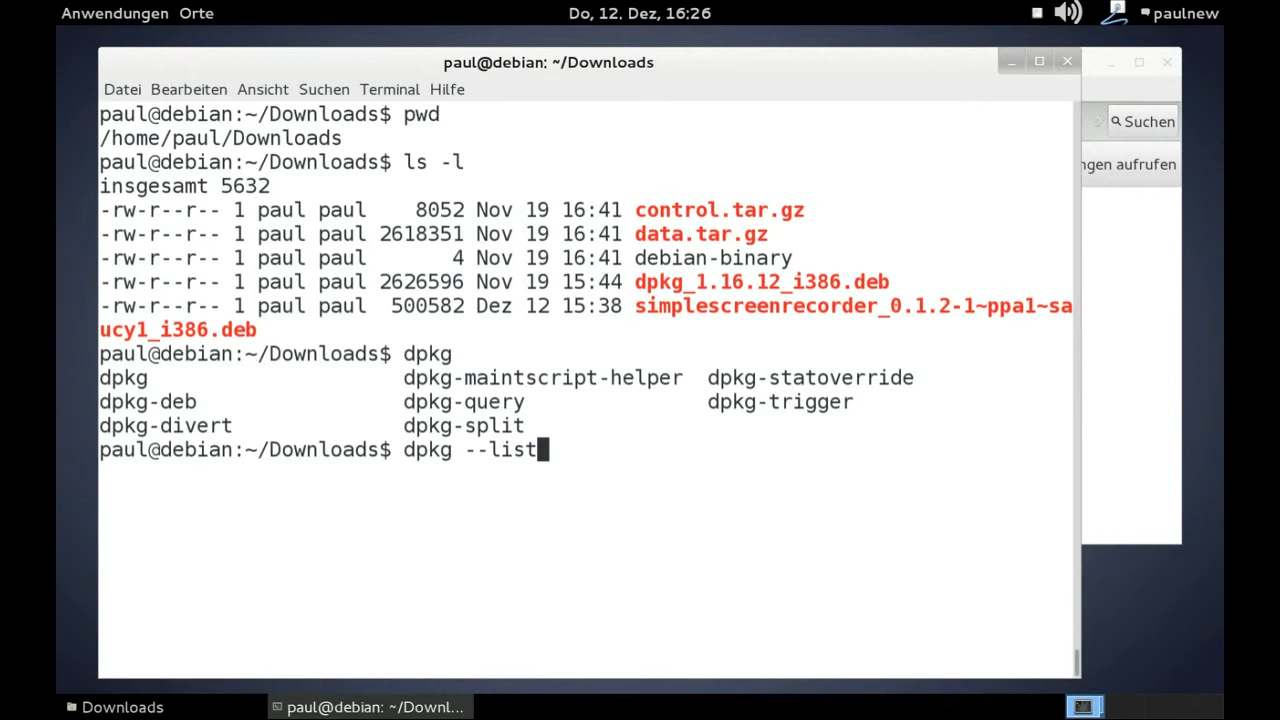 Anwendungen Orte Do, 12. Dez, 16:26 paulnew
paul@debian: ~/Downloads
Datei Bearbeiten Ansicht Suchen Terminal Hilfe
paul@debian:~/Downloads$ pwd
/home/paul/Downloads
paul@debian:~/Downloads$ ls -l
insgesamt 5632
-rw-r--r-- 1 paul paul    8052 Nov 19 16:41 control.tar.gz
-rw-r--r-- 1 paul paul 2618351 Nov 19 16:41 data.tar.gz
-rw-r--r-- 1 paul paul       4 Nov 19 16:41 debian-binary
-rw-r--r-- 1 paul paul 2626596 Nov 19 15:44 dpkg_1.16.12_i386.deb
-rw-r--r-- 1 paul paul  500582 Dez 12 15:38 simplescreenrecorder_0.1.2-1~ppa1~sa
ucy1_i386.deb
paul@debian:~/Downloads$ dpkg
dpkg                     dpkg-maintscript-helper  dpkg-statoverride
dpkg-deb                 dpkg-query               dpkg-trigger
dpkg-divert              dpkg-split
paul@debian:~/Downloads$ dpkg --list
Suchen
ngen aufrufen
Downloads paul@debian: ~/Downl...